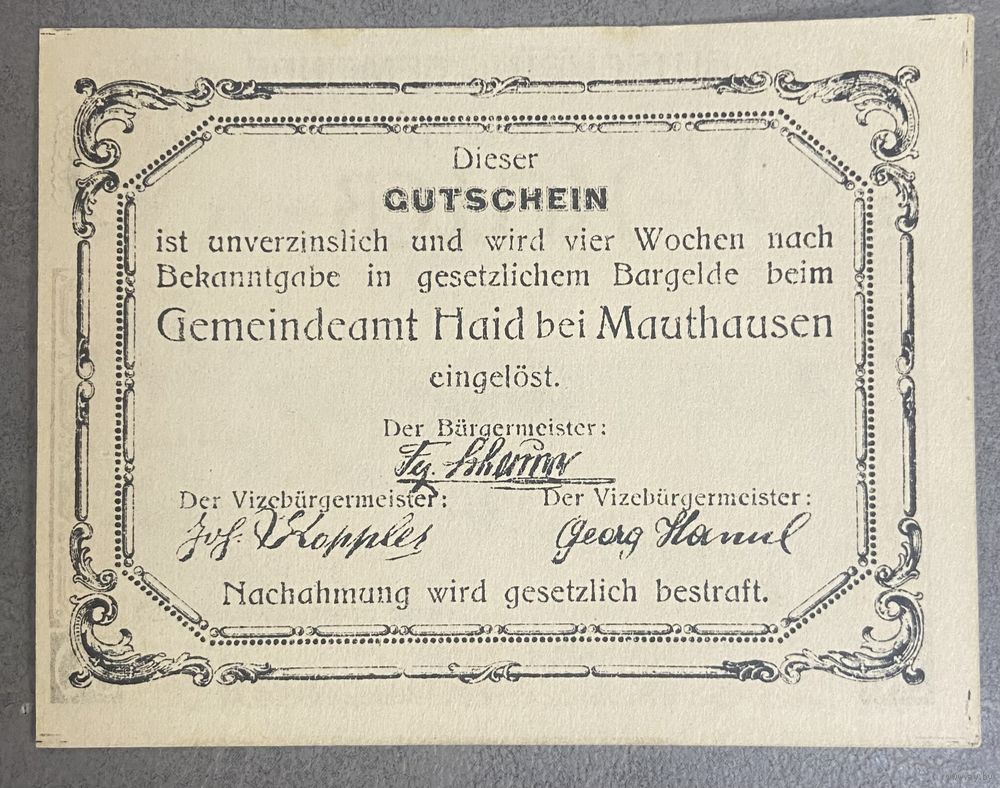 Dieser
GUTSCHEIN
ist unverzinslich und wird vier Wochen nach
Bekanntgabe in gesetzlichem Bargelde beim
Gemeindeamt Haid bei Mauthausen
eingelöst.
Der Bürgermeister:
Der Vizebürgermeister: Der Vizebürgermeister:
Jos. Georg
Nachahmung wird gesetzlich bestraft.